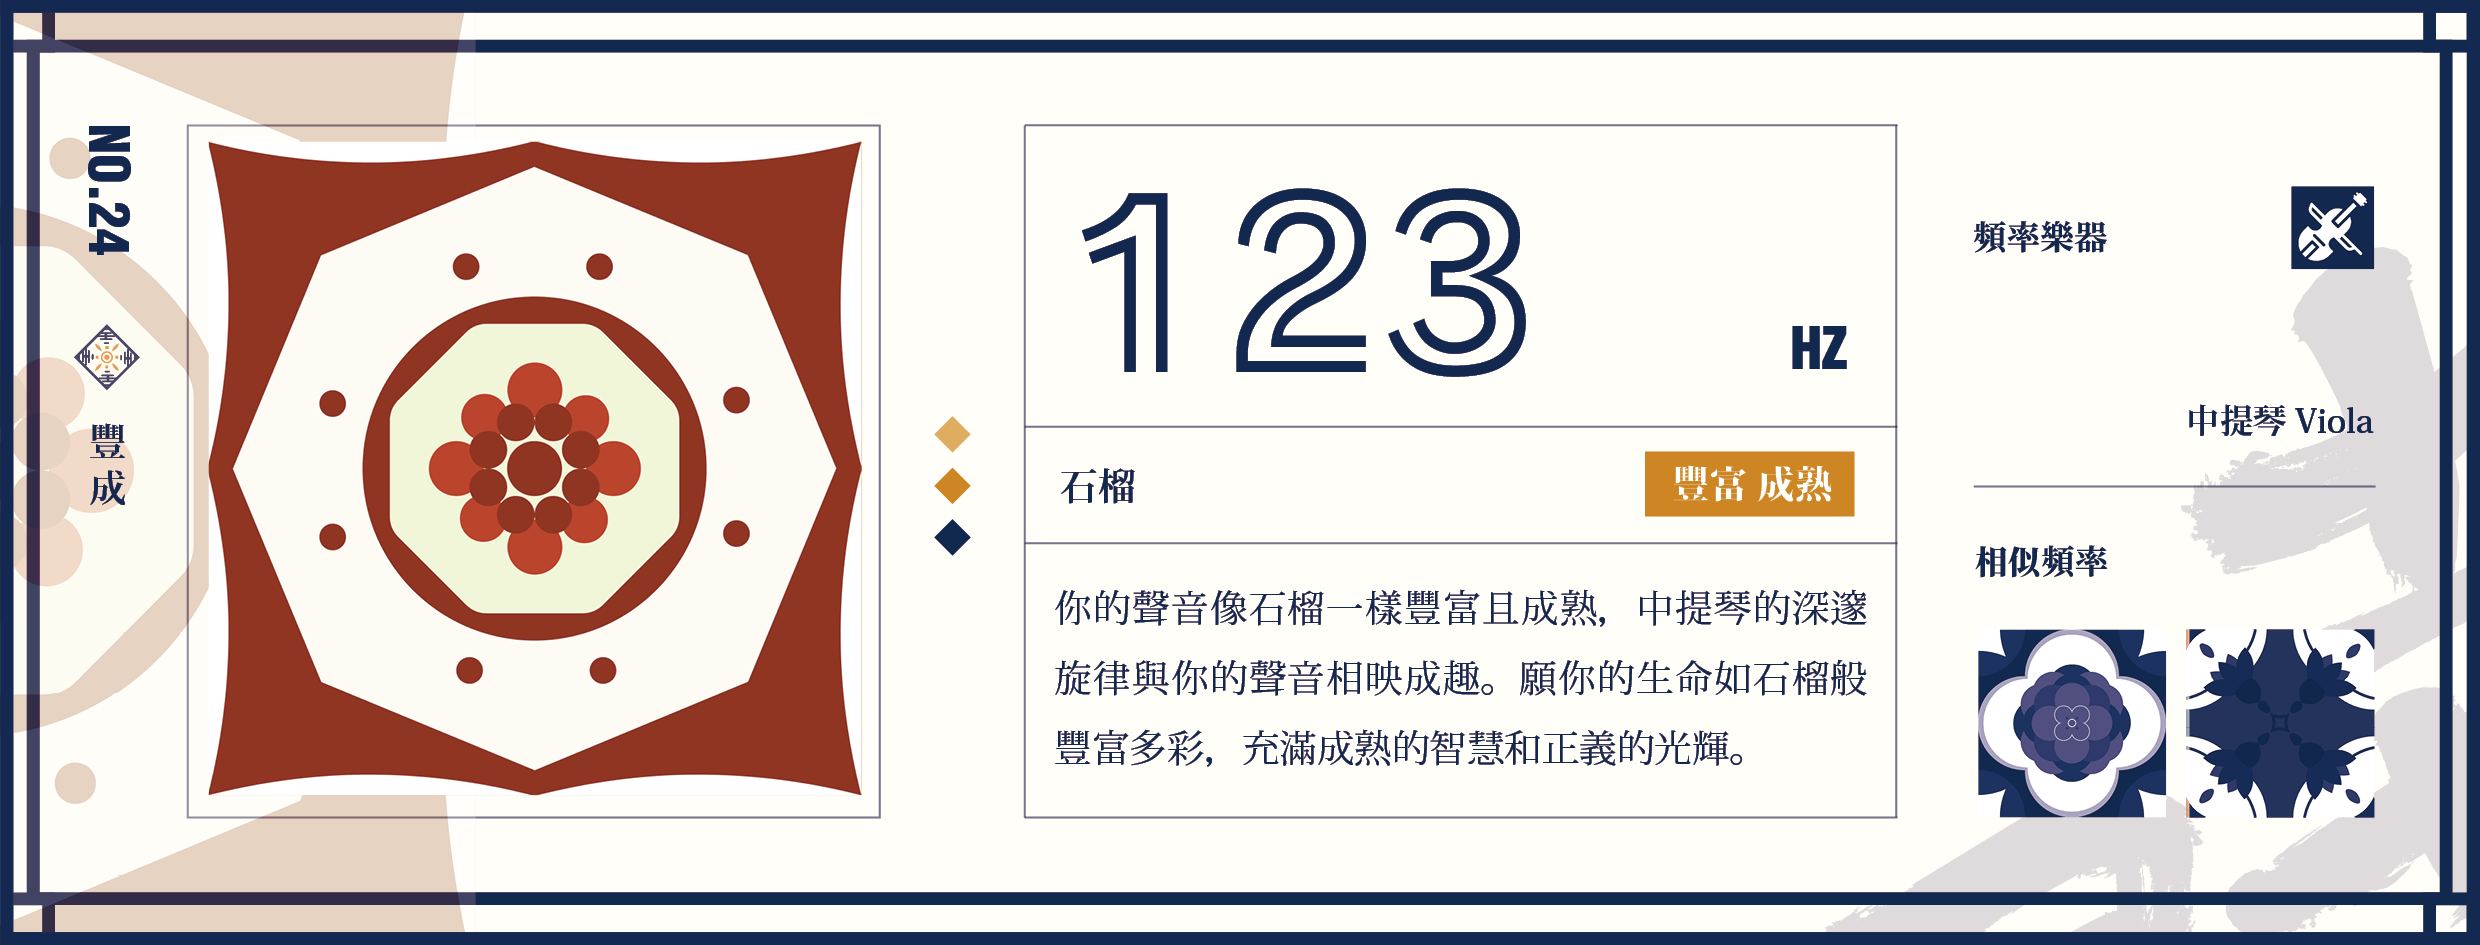 NO.24
豐成
123
HZ
石榴
豐富 成熟
你的聲音像石榴一樣豐富且成熟，中提琴的深邃
旋律與你的聲音相映成趣。願你的生命如石榴般
豐富多彩，充滿成熟的智慧和正義的光輝。
頻率樂器
中提琴 Viola
相似頻率